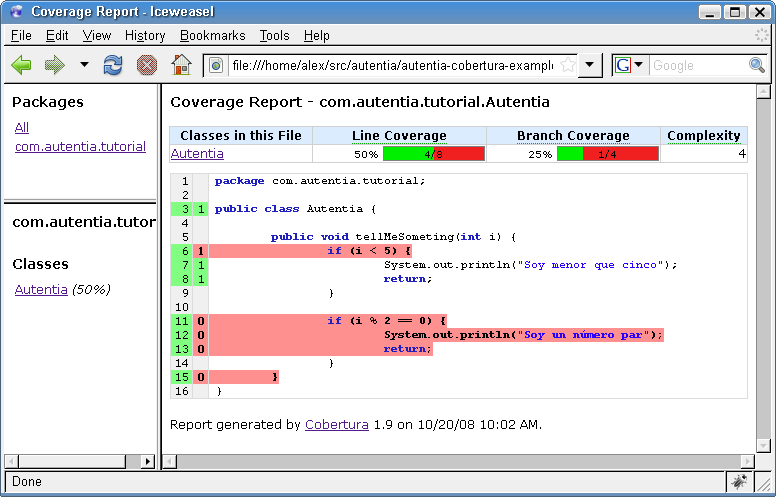 Coverage Report - Iceweasel
File Edit View History Bookmarks Tools Help
file:///home/alex/src/autentia/autentia-cobertura-example
G Google
Packages
All
com.autentia.tutorial
com.autentia.tutor
Classes
Autentia (50%)
Coverage Report - com.autentia.tutorial.Autentia
Classes in this File Line Coverage Branch Coverage Complexity
Autentia 50% 4/8 25% 1/4 4
1 package com.autentia.tutorial;
2
3 1 public class Autentia {
4
5 public void tellMeSometing(int i) {
6 1 if (i < 5) {
7 1 System.out.println("Soy menor que cinco");
8 1 return;
9 }
10
11 0 if (i % 2 == 0) {
12 0 System.out.println("Soy un número par");
13 0 return;
14 }
15 0 }
16 }
Report generated by Cobertura 1.9 on 10/20/08 10:02 AM.
Done